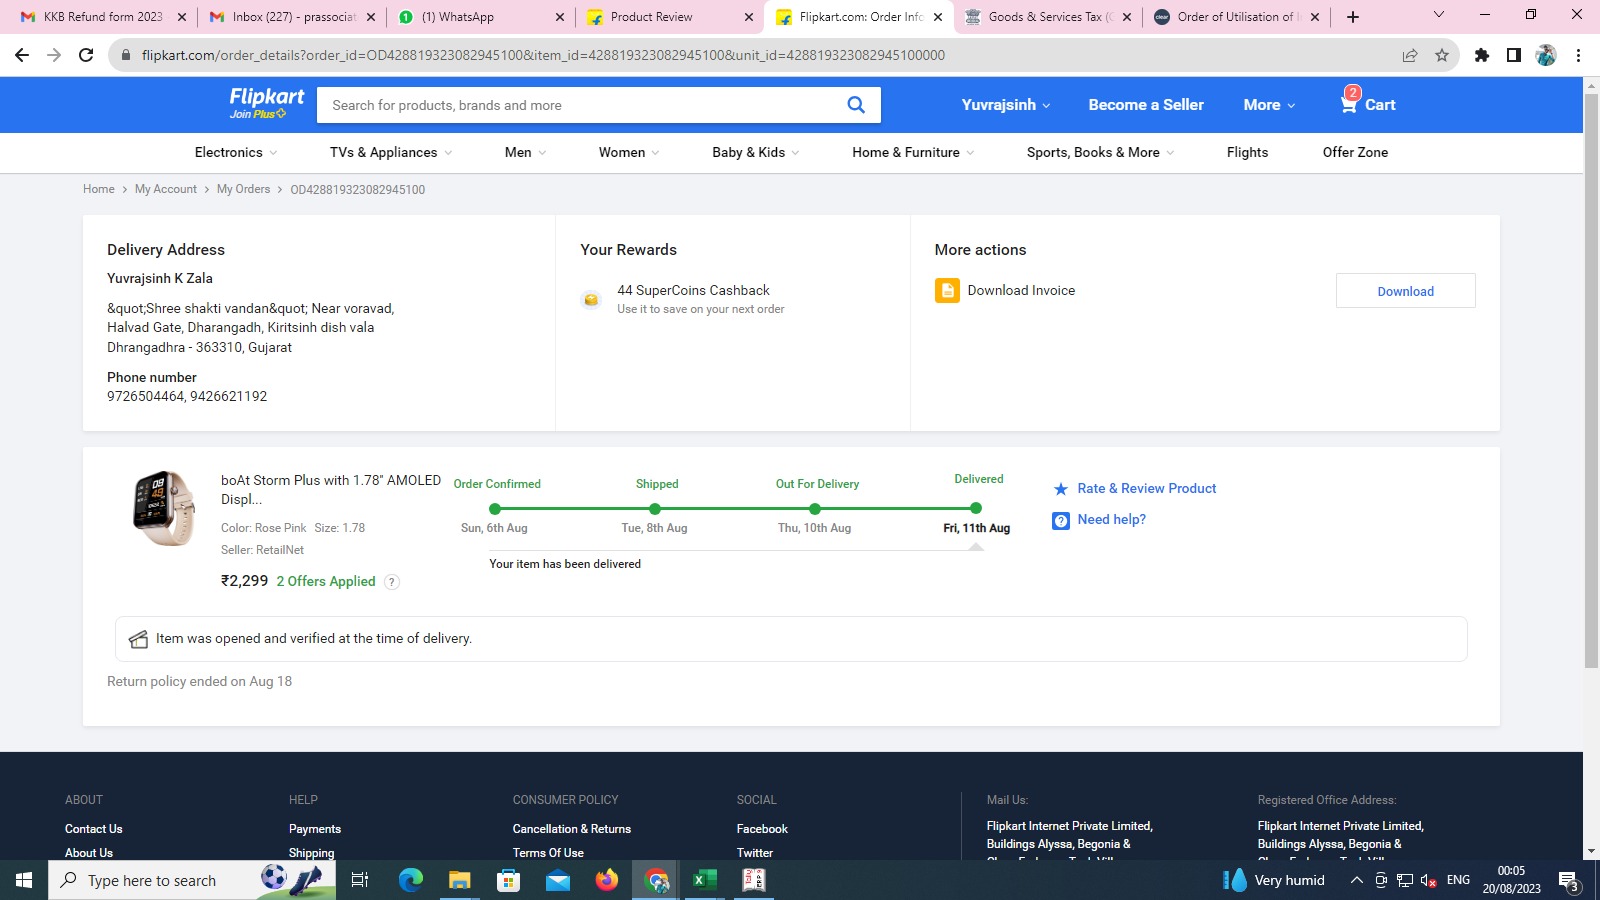 KKB Refund form 2023
Inbox (227) - prassociat
(1) WhatsApp
Product Review
Flipkart.com: Order Info
Goods & Services Tax (
Order of Utilisation of I
flipkart.com/order_details?order_id=OD428819323082945100&item_id=428819323082945100&unit_id=428819323082945100000
Flipkart
Join Plus
Search for products, brands and more
Yuvrajsinh
Become a Seller
More
2
Cart
Electronics
TVs & Appliances
Men
Women
Baby & Kids
Home & Furniture
Sports, Books & More
Flights
Offer Zone
Home > My Account > My Orders > OD428819323082945100
Delivery Address
Yuvrajsinh K Zala
&quot;Shree shakti vandan&quot; Near voravad,
Halvad Gate, Dharangadh, Kiritsinh dish vala
Dhrangadhra - 363310, Gujarat
Phone number
9726504464, 9426621192
Your Rewards
44 SuperCoins Cashback
Use it to save on your next order
More actions
Download Invoice
Download
boAt Storm Plus with 1.78" AMOLED
Displ...
Color: Rose Pink Size: 1.78
Seller: RetailNet
₹2,299 2 Offers Applied ?
Order Confirmed
Sun, 6th Aug
Shipped
Tue, 8th Aug
Out For Delivery
Thu, 10th Aug
Delivered
Fri, 11th Aug
Your item has been delivered
Rate & Review Product
Need help?
Item was opened and verified at the time of delivery.
Return policy ended on Aug 18
ABOUT
Contact Us
About Us
HELP
Payments
Shipping
CONSUMER POLICY
Cancellation & Returns
Terms Of Use
SOCIAL
Facebook
Twitter
Mail Us:
Flipkart Internet Private Limited,
Buildings Alyssa, Begonia &
Registered Office Address:
Flipkart Internet Private Limited,
Buildings Alyssa, Begonia &
Type here to search
Very humid
ENG
00:05
20/08/2023
3